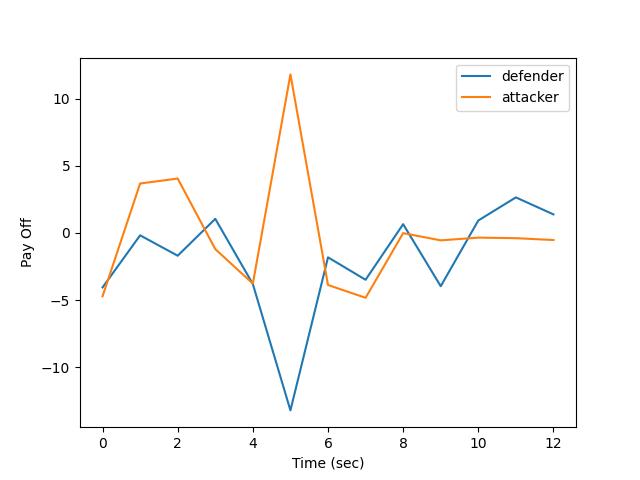 defender
attacker
10
5
0
−5
−10
Pay Off
0 2 4 6 8 10 12
Time (sec)